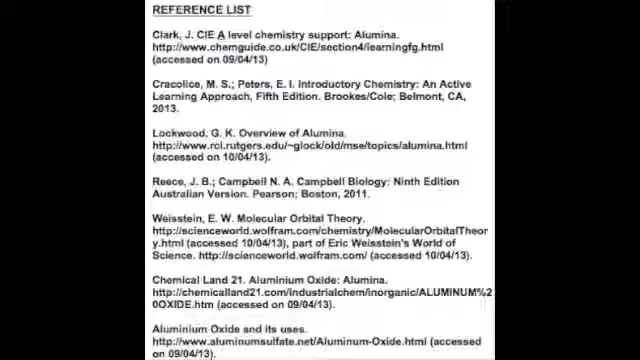 REFERENCE LIST
Clark, J. CIE A level chemistry support: Alumina.
http://www.chemguide.co.uk/CIE/section4/learningfg.html
(accessed on 09/04/13)
Cracolice, M. S.; Peters, E. I. Introductory Chemistry: An Active
Learning Approach, Fifth Edition. Brookes/Cole; Belmont, CA,
2013.
Lockwood, G. K. Overview of Alumina.
http://www.rci.rutgers.edu/~glock/old/mse/topics/alumina.html
(accessed on 10/04/13).
Reece, J. B.; Campbell N. A. Campbell Biology: Ninth Edition
Australian Version. Pearson; Boston, 2011.
Weisstein, E. W. Molecular Orbital Theory.
http://scienceworld.wolfram.com/chemistry/MolecularOrbitalTheor
y.html (accessed 10/04/13), part of Eric Weisstein's World of
Science. http://scienceworld.wolfram.com/ (accessed 10/04/13).
Chemical Land 21. Aluminium Oxide: Alumina.
http://chemicalland21.com/industrialchem/inorganic/ALUMINUM%2
0OXIDE.htm (accessed on 09/04/13).
Aluminium Oxide and its uses.
http://www.aluminumsulfate.net/Aluminum-Oxide.html (accessed
on 09/04/13).